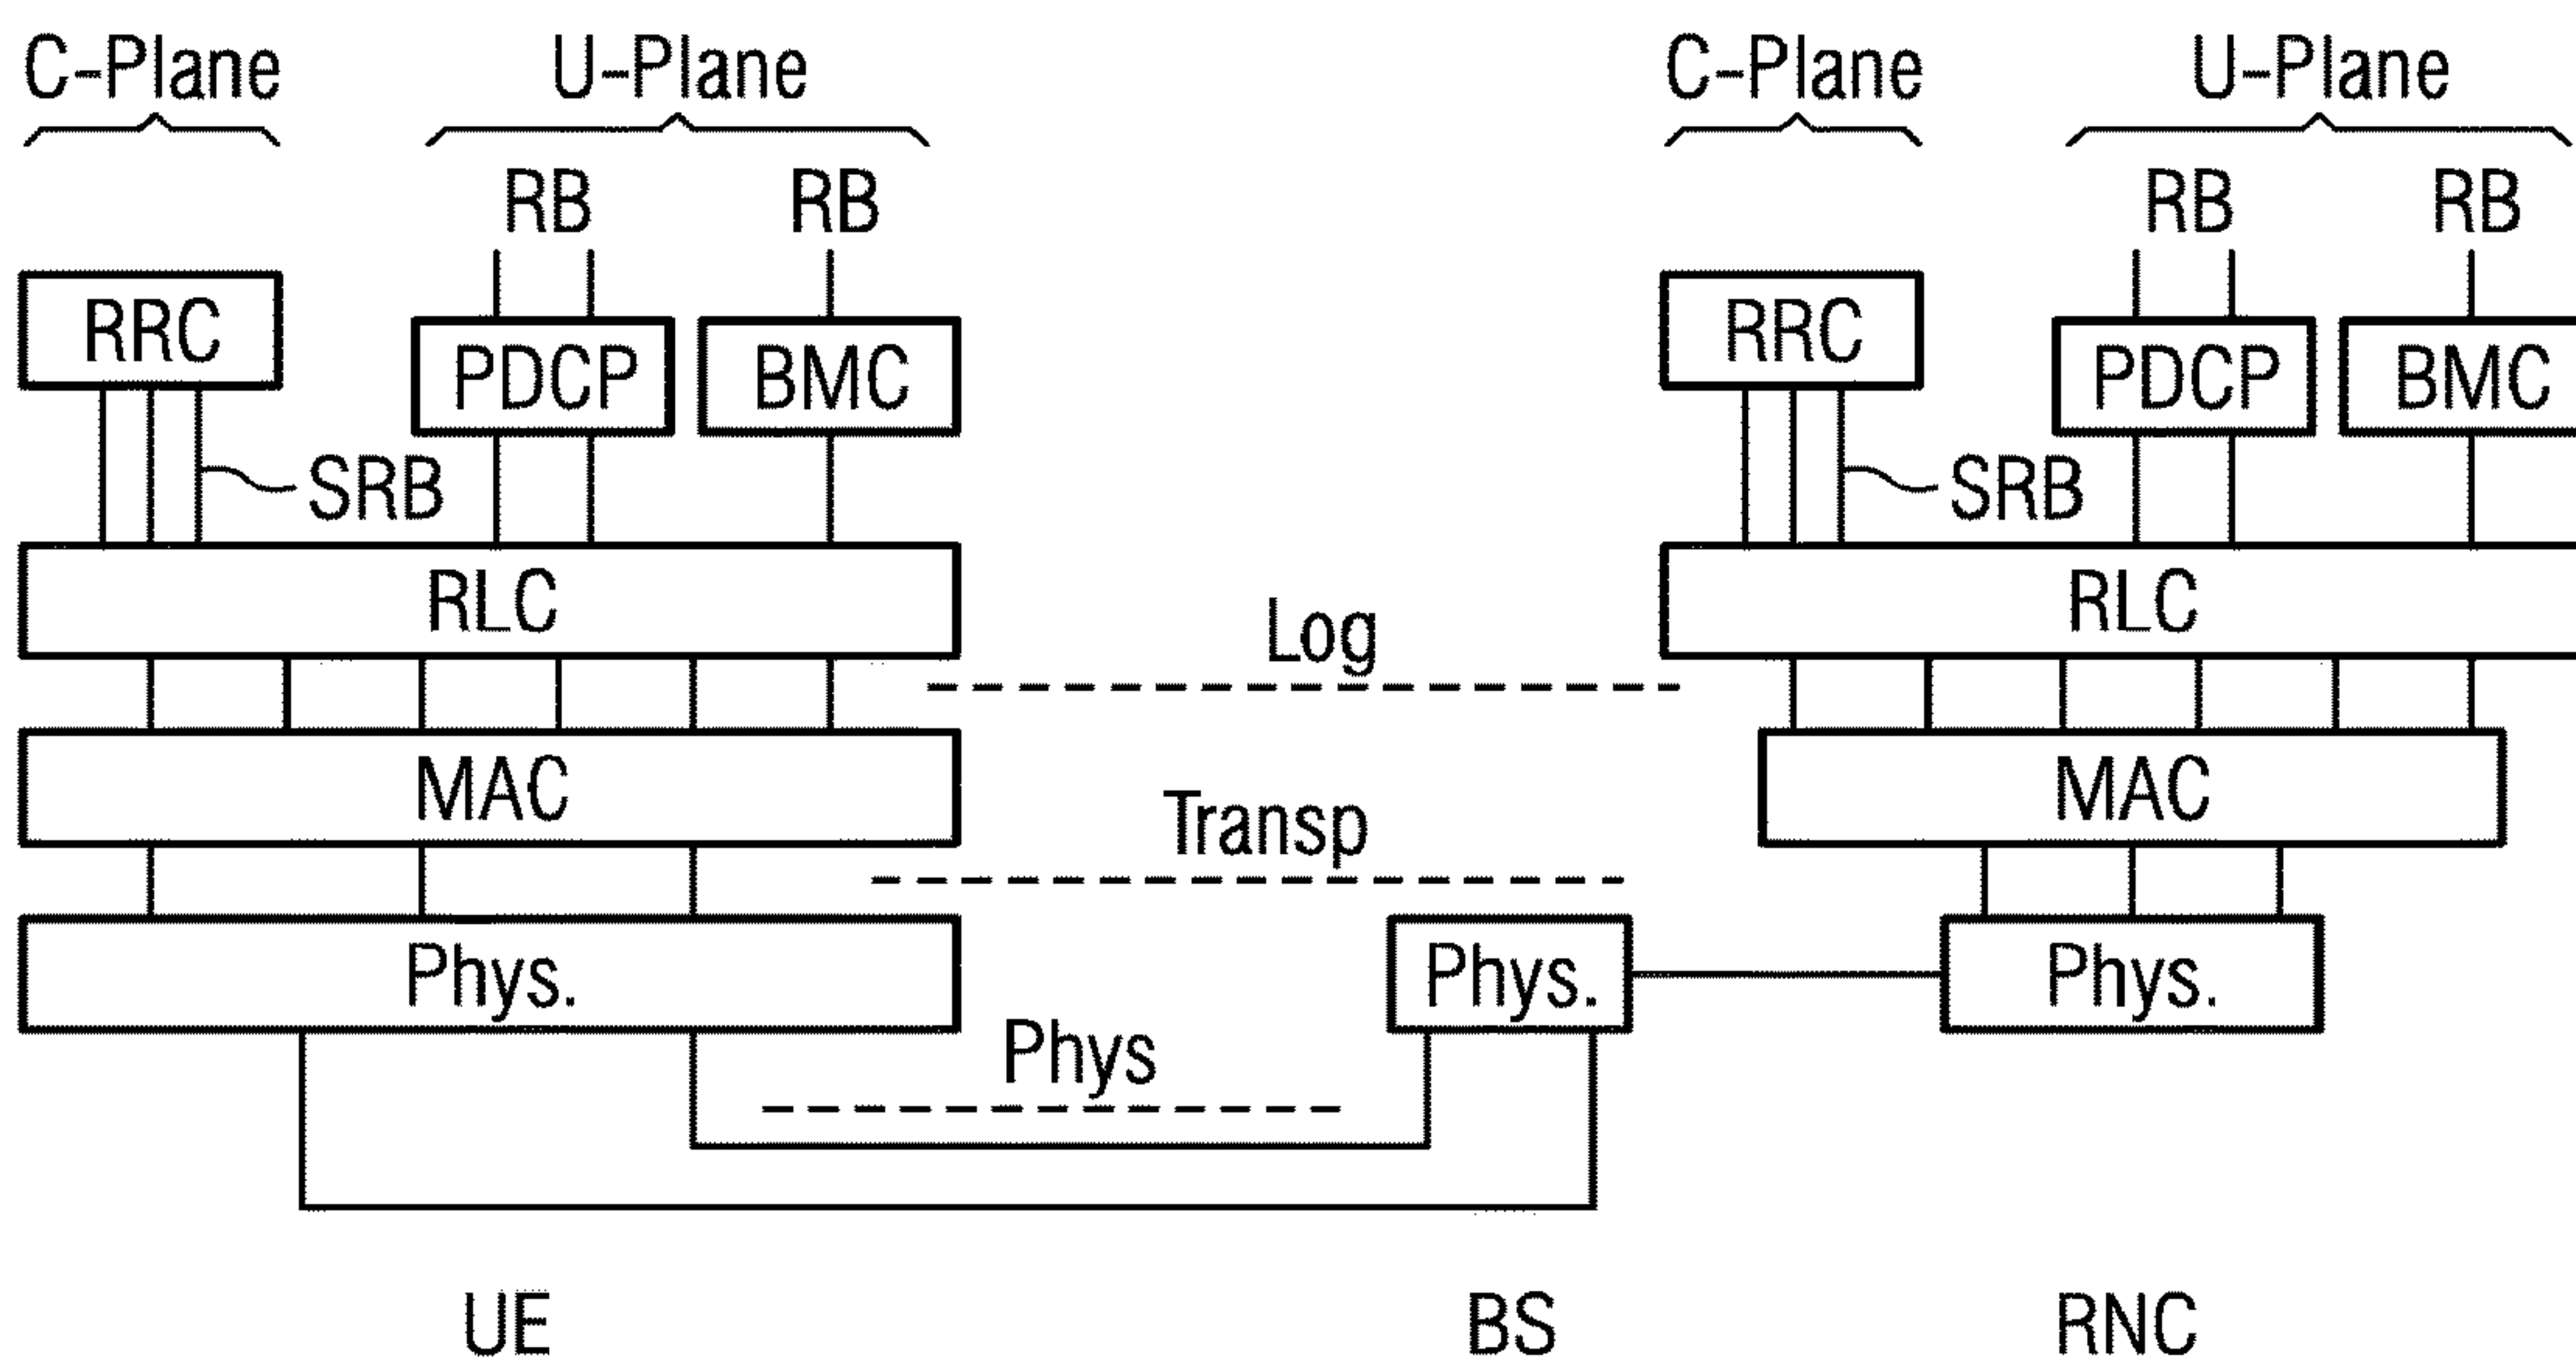 C-Plane U-Plane C-Plane U-Plane
RB RB RB RB
RRC PDCP BMC RRC PDCP BMC
SRB SRB
RLC Log RLC
MAC Transp MAC
Phys. Phys. Phys.
Phys
UE BS RNC